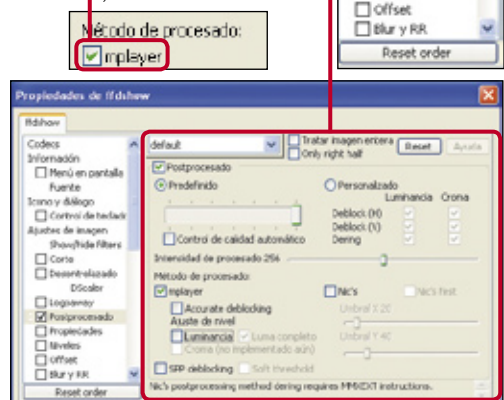 Método de procesado:
mplayer
Offset
Blur y RR
Reset order
Propiedades de ffdshow
ffdshow
Codecs
Información
Menú en pantalla
Fuente
Icono y diálogo
Control de teclado
Ajustes de imagen
Show/hide filters
Corte
Desentrelazado
DScaler
Logoaway
Postprocesado
Propiedades
Niveles
Offset
Blur y RR
Reset order
default
Tratar imagen entera
Only right half
Reset
Ayuda
Postprocesado
Predefinido
Personalizado
Luminancia Croma
Deblock (H)
Deblock (V)
Dering
Control de calidad automático
Intensidad de procesado 256
Método de procesado
mplayer
Nic's
Nic's first
Accurate deblocking
Umbral X 20
Ajuste de nivel
Luminancia
Luma completo
Umbral Y 40
Croma (no implementado aún)
SPP deblocking
Soft threshold
Nic's postprocessing method dering requires MMXEXT instructions.